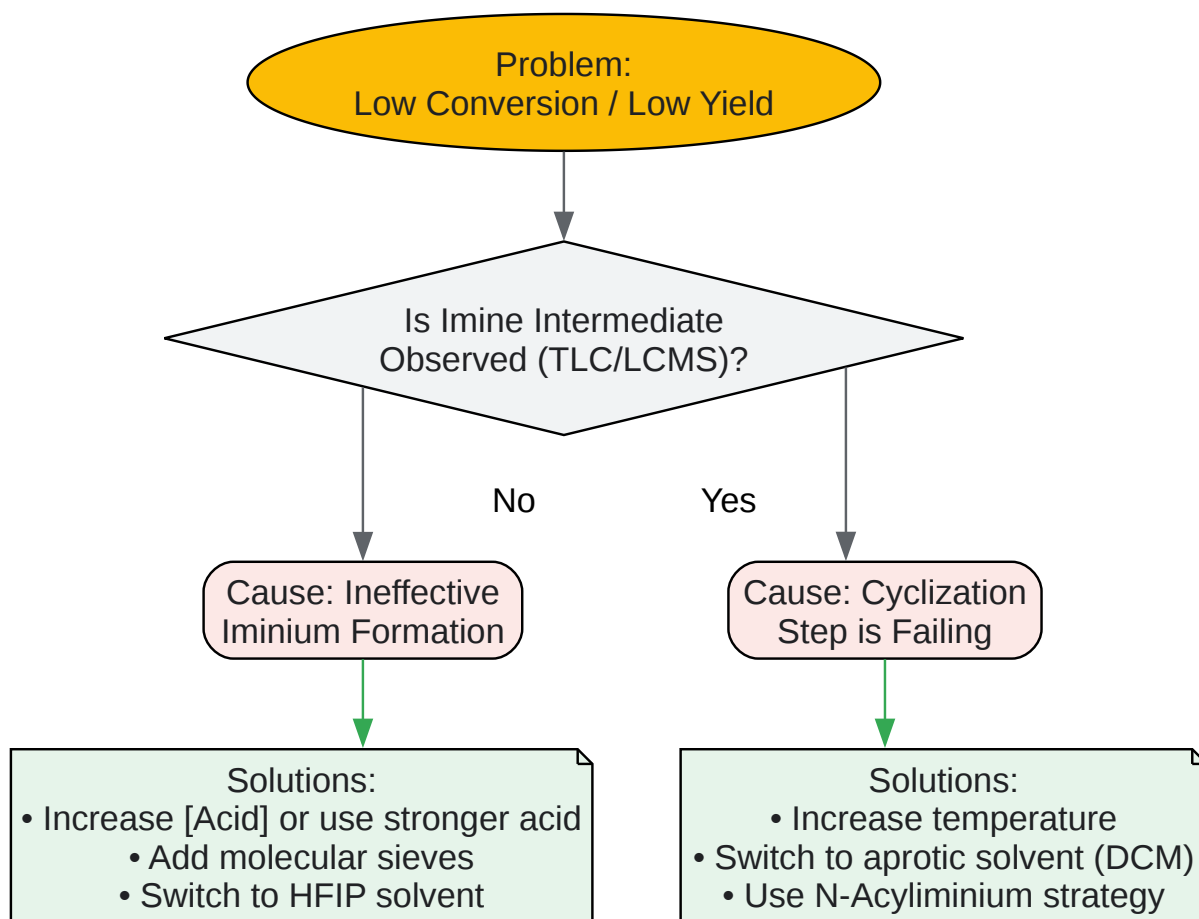 Problem:
Low Conversion / Low Yield
Is Imine Intermediate
Observed (TLC/LCMS)?
No
Yes
Cause: Ineffective
Iminium Formation
Cause: Cyclization
Step is Failing
Solutions:
• Increase [Acid] or use stronger acid
• Add molecular sieves
• Switch to HFIP solvent
Solutions:
• Increase temperature
• Switch to aprotic solvent (DCM)
• Use N-Acyliminium strategy